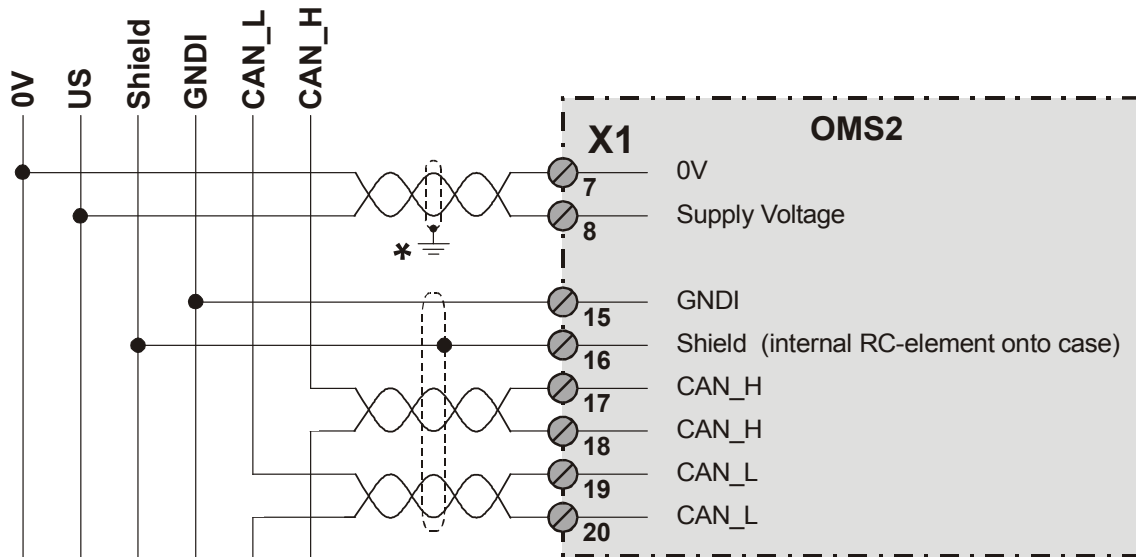 0V
US
Shield
GNDI
CAN_L
CAN_H
X1
OMS2
7
0V
8
Supply Voltage
*
15
GNDI
16
Shield (internal RC-element onto case)
17
CAN_H
18
CAN_H
19
CAN_L
20
CAN_L